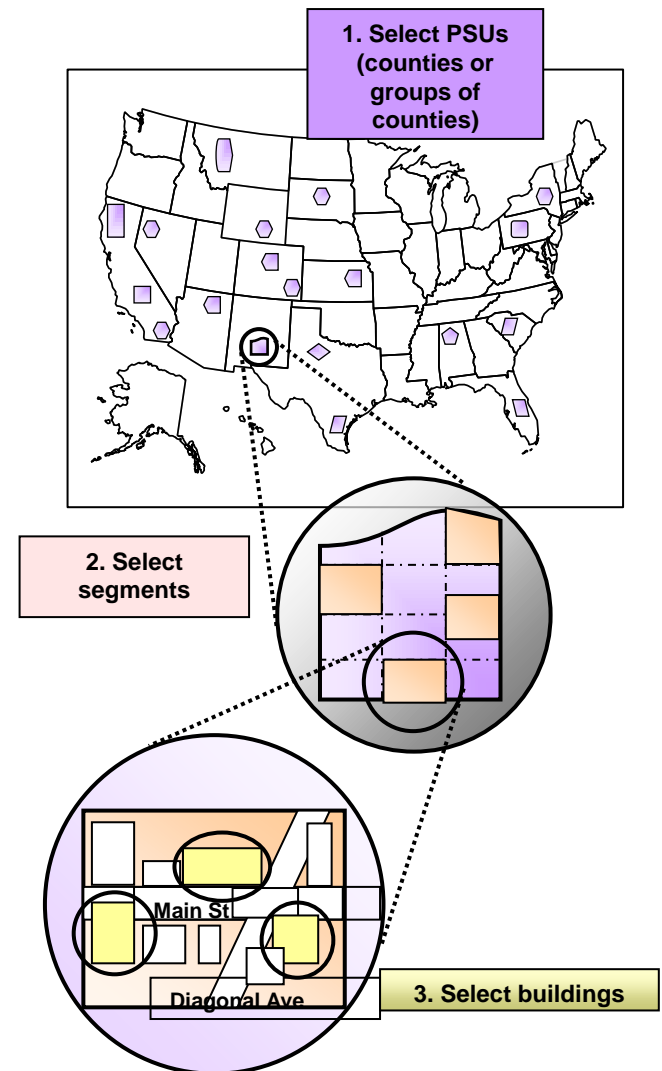 1. Select PSUs
(counties or
groups of
counties)
2. Select
segments
Main St
Diagonal Ave
3. Select buildings